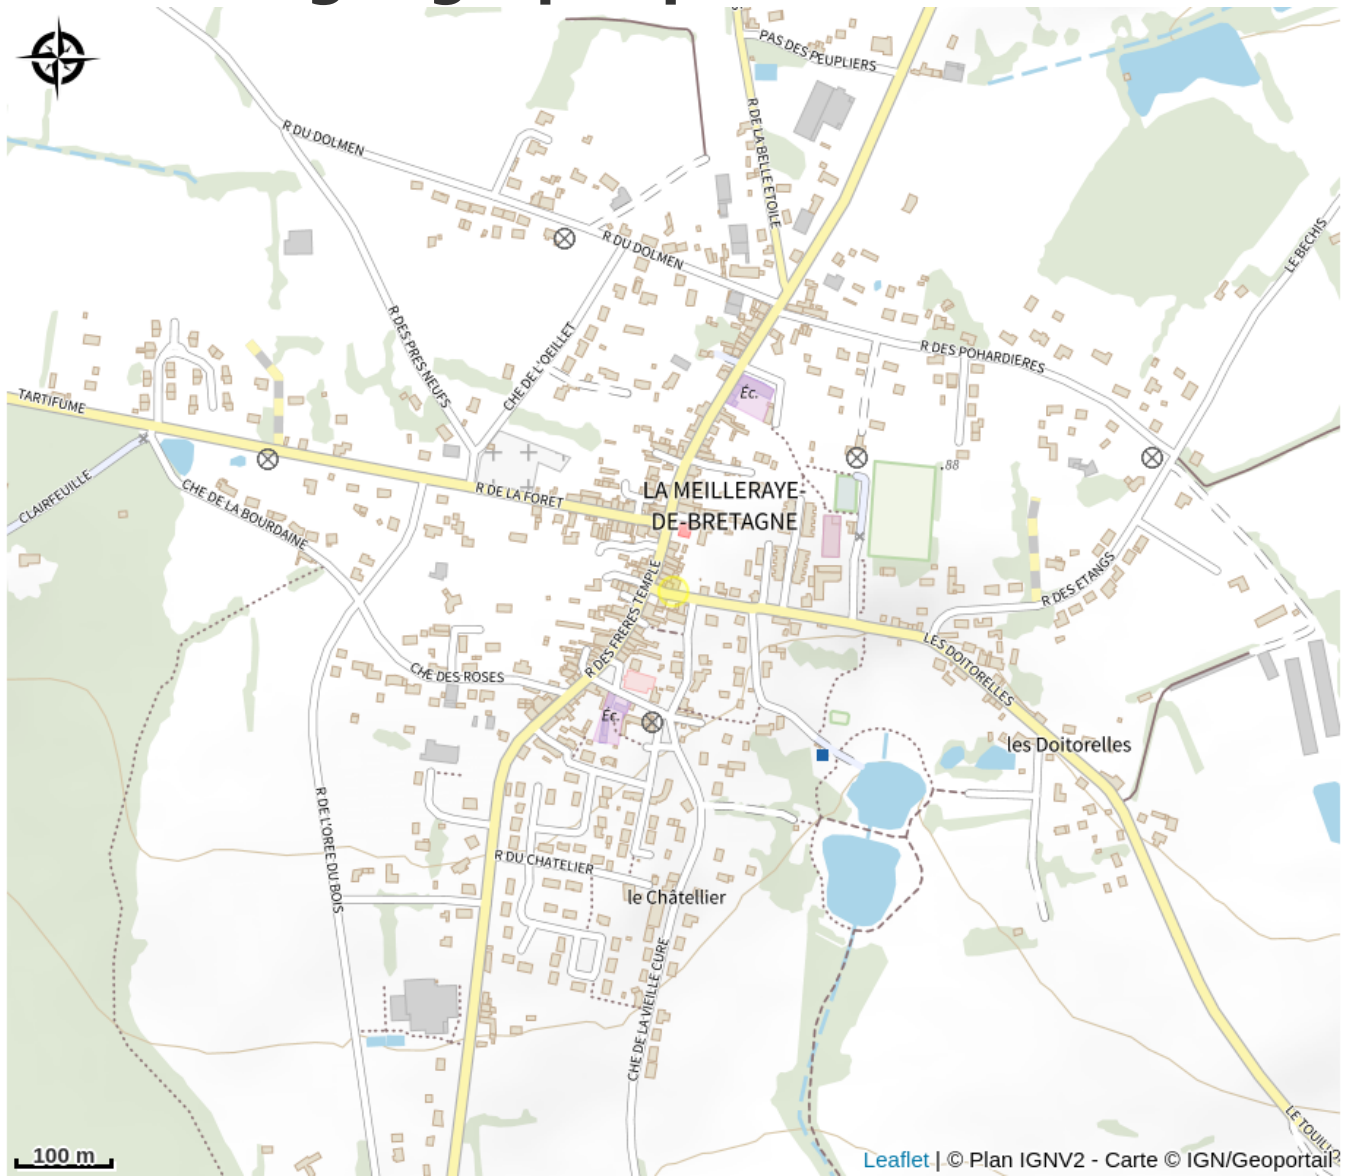 PAS DES PEUPLIERS
R DU DOLMEN
R DE LA BELLE ETOILE
R DU DOLMEN
LE BECHIS
R DES PRES NEUFS
CHE DE L'OEILLET
R DES POHARDIERES
Éc.
TARTIFUME
.88
CLAIRFEUILLE
CHE DE LA BOURDAINE
R DE LA FORET
LA MEILLERAYE-
DE-BRETAGNE
R DES ETANGS
R DES FRERES TEMPLE
LES DOITORELLES
CHE DES ROSES
Éc.
les Doitorelles
R DE L'OREE DU BOIS
R DU CHATELIER
le Châtellier
CHE DE LA VIEILLE CURE
100 m
Leaflet | © Plan IGNV2 - Carte © IGN/Geoportail